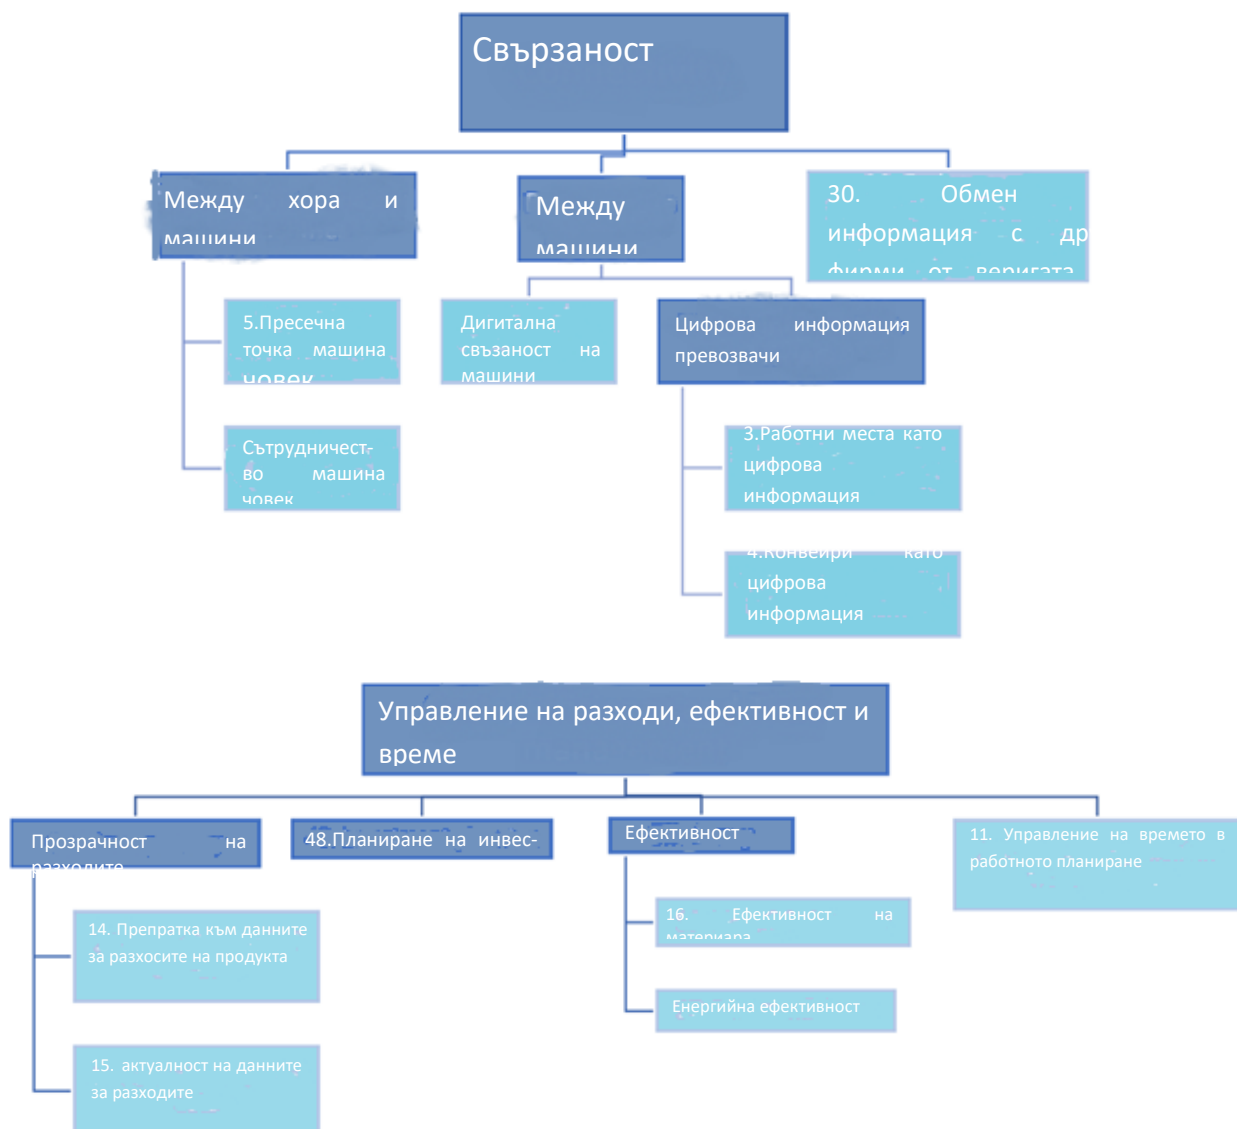 Свързаност
Между хора и
машини
Между
машини
30. Обмен
информация с др
фирми от веригата
5.Пресечна
точка машина
човек
Дигитална
свъзаност на
машини
Цифрова информация
превозвачи
Сътрудничест-
во машина
човек
3.Работни места като
цифрова
информация
4.Конвейри като
цифрова
информация
Управление на разходи, ефективност и
време
Прозрачност на
разходите
48.Планиране на инвес-
Ефективност
11. Управление на времето в
работното планиране
14. Препратка към данните
за разхосите на продукта
16. Ефективност на
материара
Енергийна ефективност
15. актуалност на данните
за разходите